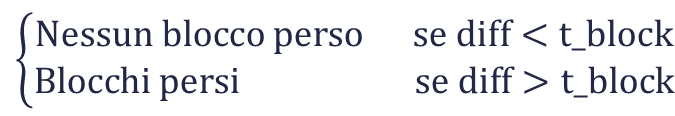 Nessun blocco perso se diff < t_block
Blocchi persi se diff > t_block